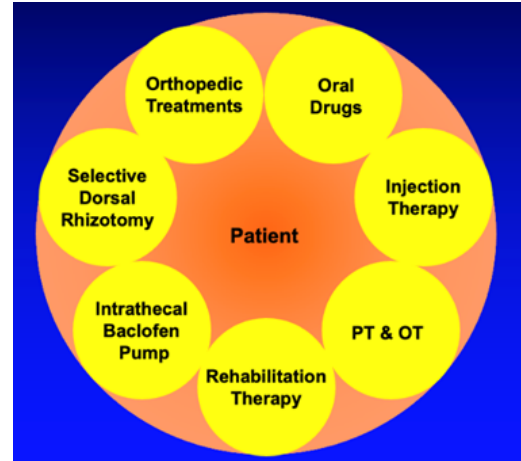 Orthopedic
Treatments
Oral
Drugs
Selective
Dorsal
Rhizotomy
Injection
Therapy
Patient
Intrathecal
Baclofen
Pump
PT & OT
Rehabilitation
Therapy